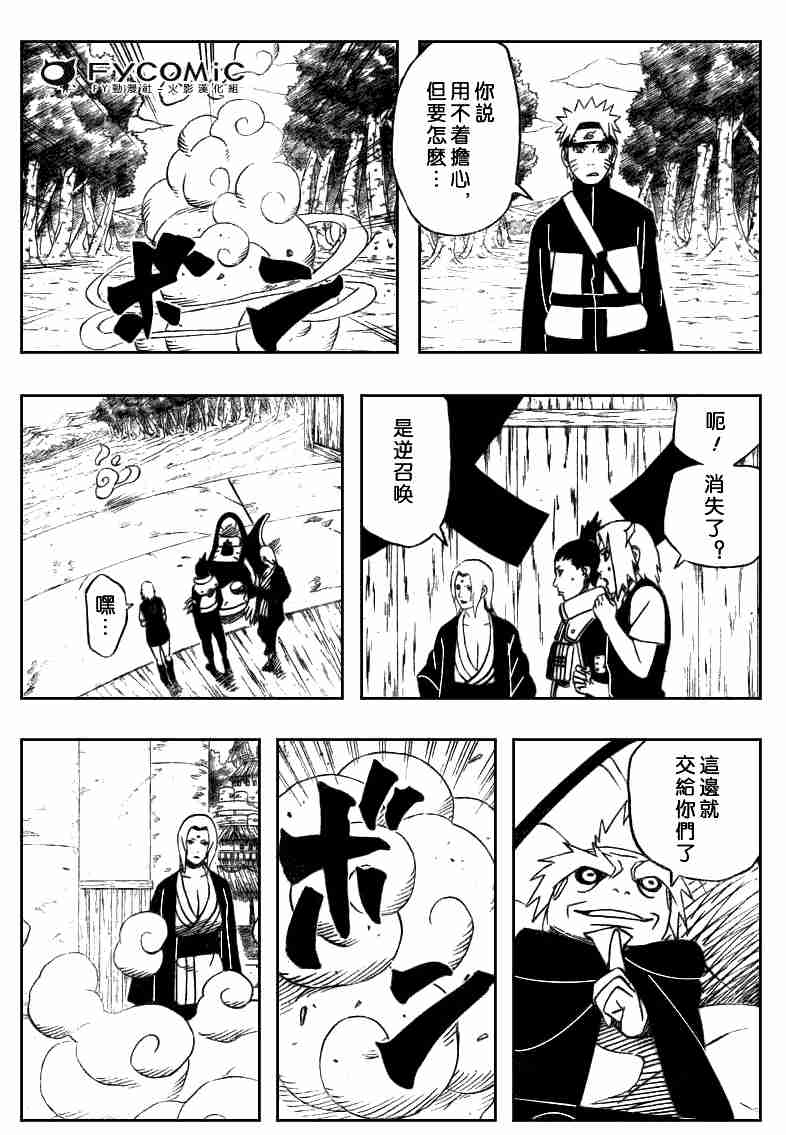 你說
用不着擔心，
但要怎麼…
FYCOMiC
FY動漫社-火影漢化組
ボン
呃！
消失了？
是逆召喚
嘿…
這邊就
交給你們了
ボン